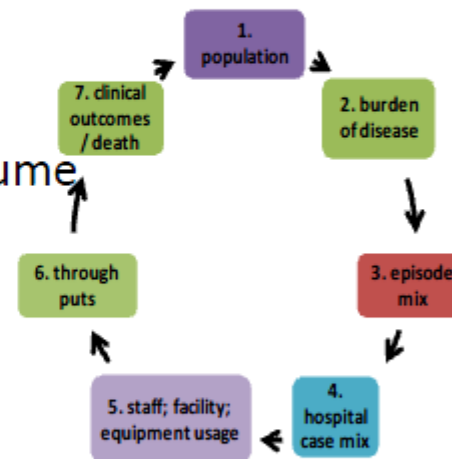 1.
population
2. burden
of disease
3. episode
mix
4.
hospital
case mix
5. staff; facility;
equipment usage
6. through
puts
7. clinical
outcomes
/ death
ume